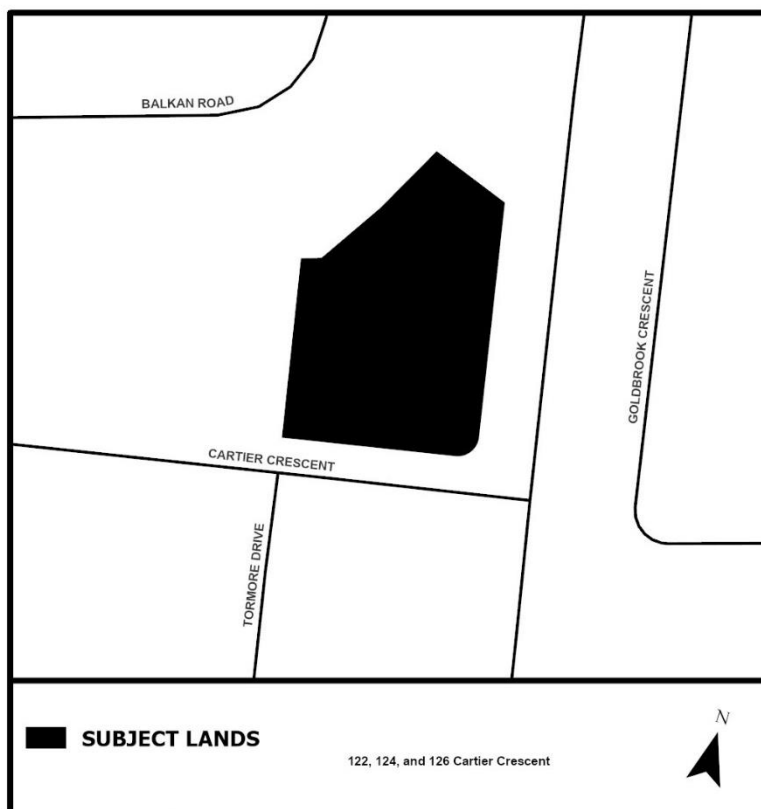 BALKAN ROAD
GOLDBROOK CRESCENT
CARTIER CRESCENT
TORMORE DRIVE
N
SUBJECT LANDS
122, 124, and 126 Cartier Crescent